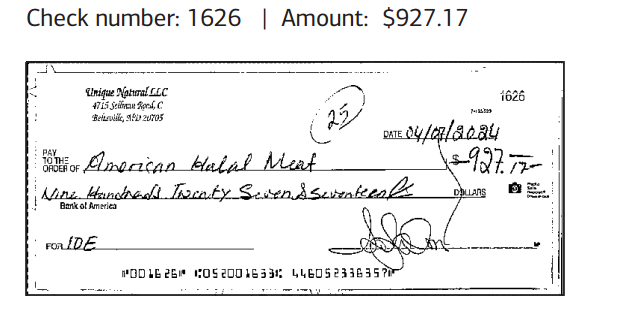 Check number: 1626 | Amount: $927.17
Unique Natural LLC
4715 Sellman Road, C
Beltsville, MD 20705
1626
25
DATE 04/07/2024
PAY
TO THE
ORDER OF American Halal Meat $ 927.17
Nine Hundrads Twenty Seven & Seventeen DOLLARS
Bank of America
FOR IDE
⑈001626⑈ ⑆052001633⑆ 446052338357⑈